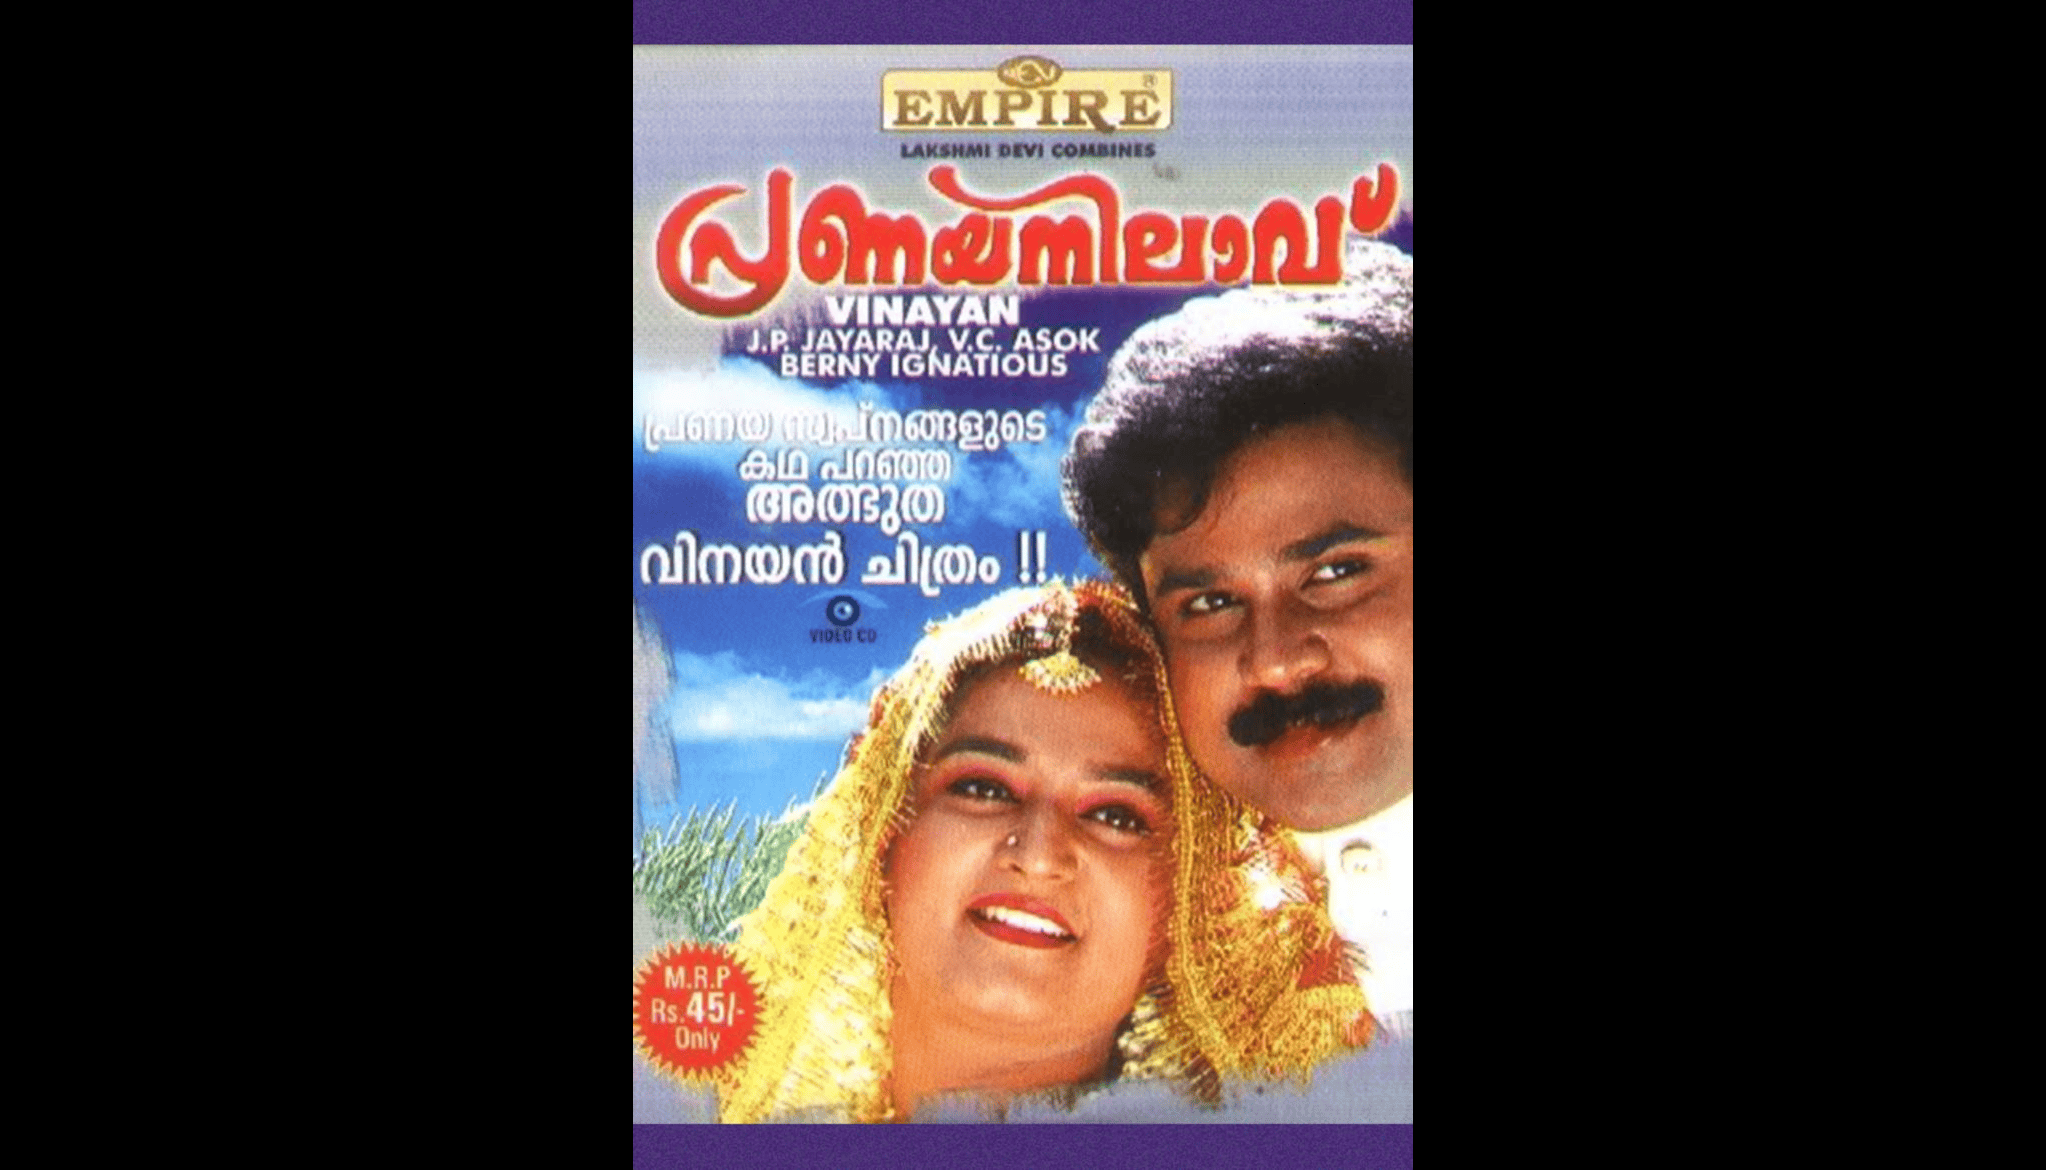 NEW
EMPIRE ®
LAKSHMI DEVI COMBINES
പ്രണയനിലാവ്
VINAYAN
J.P. JAYARAJ, V.C. ASOK
BERNY IGNATIOUS
പ്രണയ സ്വപ്നങ്ങളുടെ
കഥ പറഞ്ഞ
അത്ഭുത
വിനയൻ ചിത്രം !!
VIDEO CD
M.R.P
Rs.45/-
Only